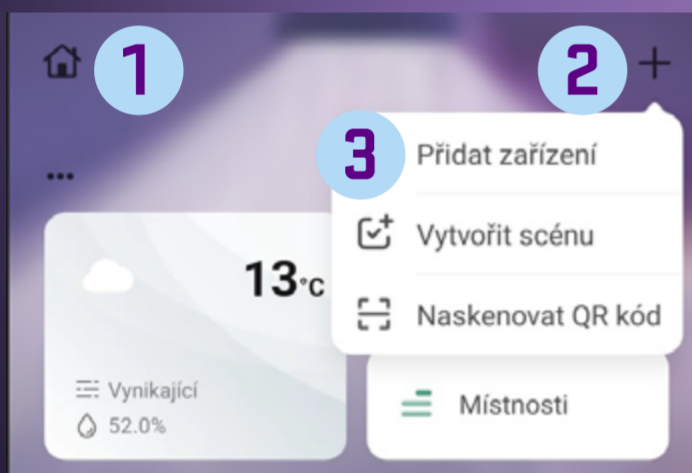 1
2
3
Přidat zařízení
Vytvořit scénu
Naskenovat QR kód
13°C
Vynikající
52.0%
Místnosti